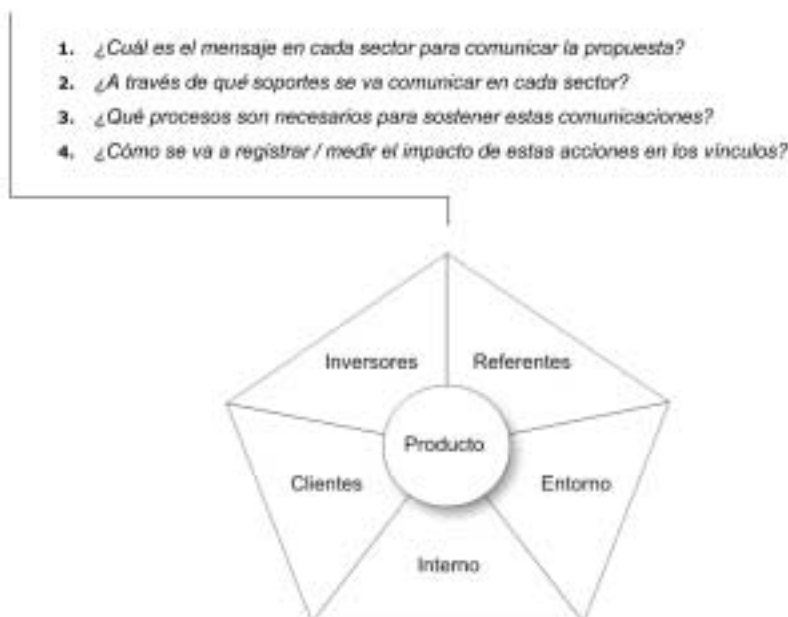 1. ¿Cuál es el mensaje en cada sector para comunicar la propuesta?
2. ¿A través de qué soportes se va comunicar en cada sector?
3. ¿Qué procesos son necesarios para sostener estas comunicaciones?
4. ¿Cómo se va a registrar / medir el impacto de estas acciones en los vínculos?
Inversores
Referentes
Producto
Clientes
Entorno
Interno